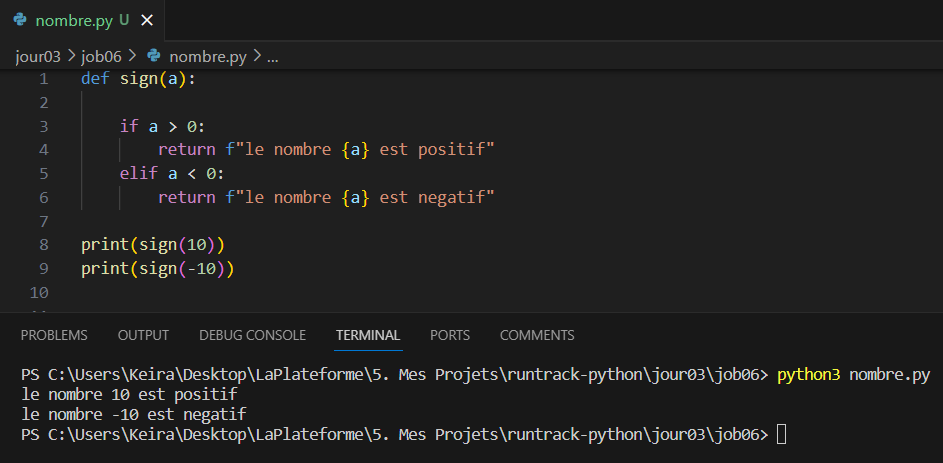 nombre.py U ×
jour03 > job06 > nombre.py > ...
1 def sign(a):
2
3 if a > 0:
4 return f"le nombre {a} est positif"
5 elif a < 0:
6 return f"le nombre {a} est negatif"
7
8 print(sign(10))
9 print(sign(-10))
10
PROBLEMS OUTPUT DEBUG CONSOLE TERMINAL PORTS COMMENTS
PS C:\Users\Keira\Desktop\LaPlateforme\5. Mes Projets\runtrack-python\jour03\job06> python3 nombre.py
le nombre 10 est positif
le nombre -10 est negatif
PS C:\Users\Keira\Desktop\LaPlateforme\5. Mes Projets\runtrack-python\jour03\job06>